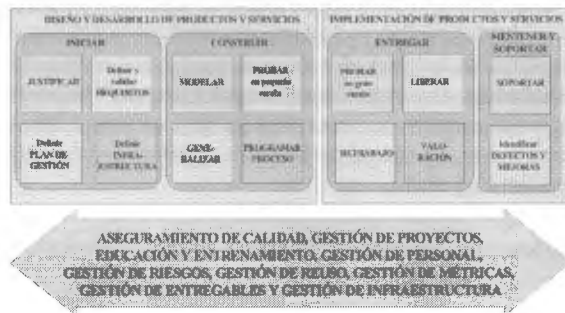 DISEÑO Y DESARROLLO DE PRODUCTOS Y SERVICIOS
IMPLEMENTACIÓN DE PRODUCTOS Y SERVICIOS
INICIAR
JUSTIFICAR
Definir y
validar
REQUISITOS
Definir
PLAN DE
GESTIÓN
Definir
INFRA-
ESTRUCTURA
CONSTRUIR
MODELAR
PROBAR
en pequeña
escala
GENE-
RALIZAR
PROGRAMAR
PROCESO
ENTREGAR
PROBAR
en gran
escala
LIBERAR
RETRABAJO
VALO-
RACIÓN
MENTENER Y
SOPORTAR
SOPORTAR
Identificar
DEFECTOS Y
MEJORAS
ASEGURAMIENTO DE CALIDAD, GESTIÓN DE PROYECTOS,
EDUCACIÓN Y ENTRENAMIENTO, GESTIÓN DE PERSONAL,
GESTIÓN DE RIESGOS, GESTIÓN DE REUSO, GESTIÓN DE MÉTRICAS,
GESTIÓN DE ENTREGABLES Y GESTIÓN DE INFRAESTRUCTURA